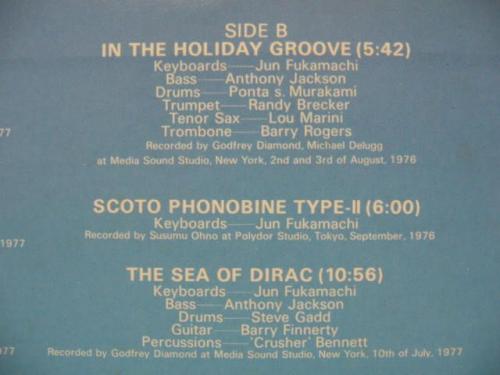 SIDE B
IN THE HOLIDAY GROOVE (5:42)
Keyboards——Jun Fukamachi
Bass——Anthony Jackson
Drums——Ponta s. Murakami
Trumpet——Randy Brecker
Tenor Sax——Lou Marini
Trombone——Barry Rogers
977
Recorded by Godfrey Diamond, Michael Delugg
at Media Sound Studio, New York, 2nd and 3rd of August, 1976
SCOTO PHONOBINE TYPE-II (6:00)
Keyboards——Jun Fukamachi
Recorded by Susumu Ohno at Polydor Studio, Tokyo, September, 1976
1977
THE SEA OF DIRAC (10:56)
Keyboards——Jun Fukamachi
Bass——Anthony Jackson
Drums——Steve Gadd
Guitar——Barry Finnerty
Percussions——'Crusher' Bennett
977
Recorded by Godfrey Diamond at Media Sound Studio, New York, 10th of July, 1977